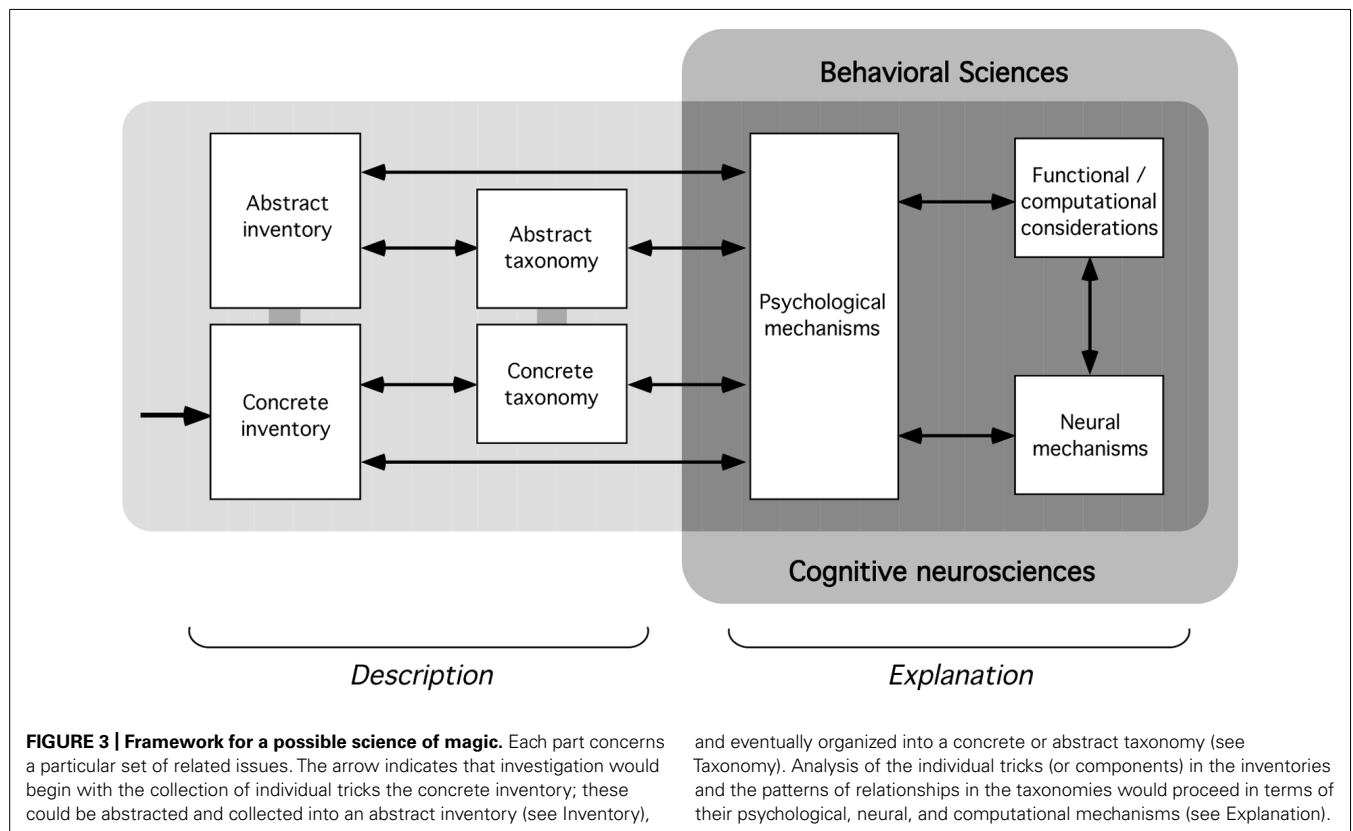 Behavioral Sciences
Abstract
inventory
Abstract
taxonomy
Psychological
mechanisms
Functional /
computational
considerations
Concrete
inventory
Concrete
taxonomy
Neural
mechanisms
Cognitive neurosciences
Description
Explanation
FIGURE 3 | Framework for a possible science of magic. Each part concerns
a particular set of related issues. The arrow indicates that investigation would
begin with the collection of individual tricks the concrete inventory; these
could be abstracted and collected into an abstract inventory (see Inventory),
and eventually organized into a concrete or abstract taxonomy (see
Taxonomy). Analysis of the individual tricks (or components) in the inventories
and the patterns of relationships in the taxonomies would proceed in terms of
their psychological, neural, and computational mechanisms (see Explanation).